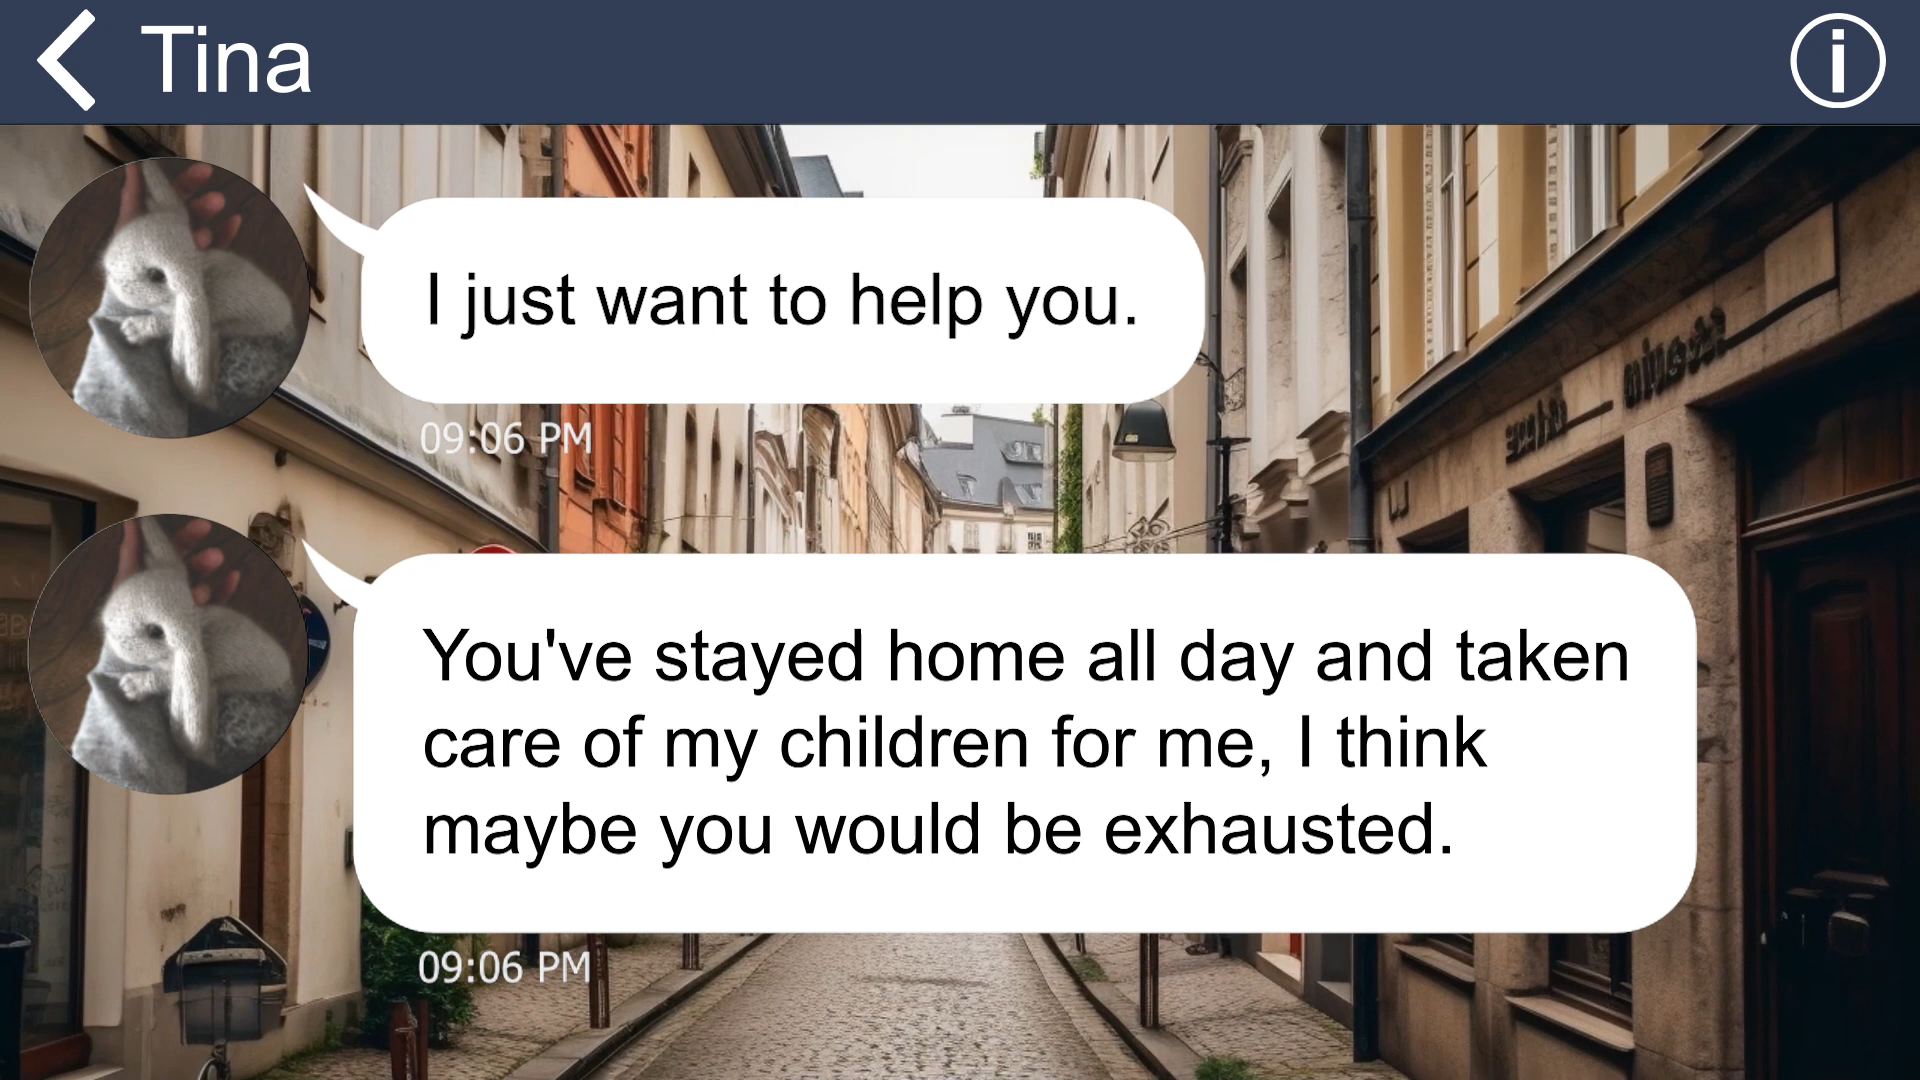 Tina
I just want to help you.
09:06 PM
You've stayed home all day and taken
care of my children for me, I think
maybe you would be exhausted.
09:06 PM